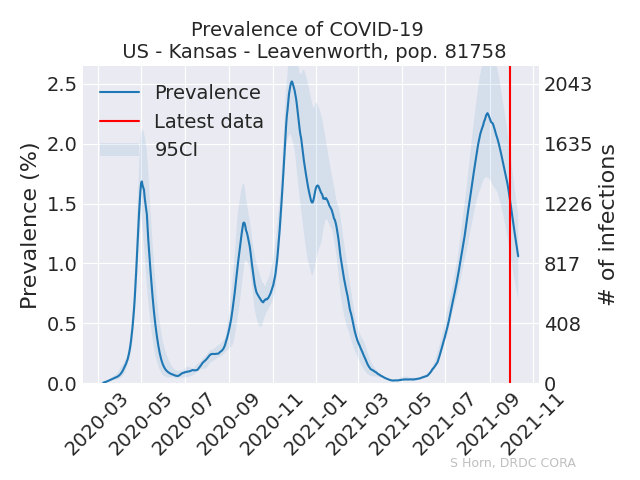 Prevalence of COVID-19
US - Kansas - Leavenworth, pop. 81758
Prevalence
Latest data
95CI
Prevalence (%)
2.5
2.0
1.5
1.0
0.5
0.0
2043
1635
1226
817
408
0
# of infections
2020-03
2020-05
2020-07
2020-09
2020-11
2021-01
2021-03
2021-05
2021-07
2021-09
2021-11
S Horn, DRDC CORA